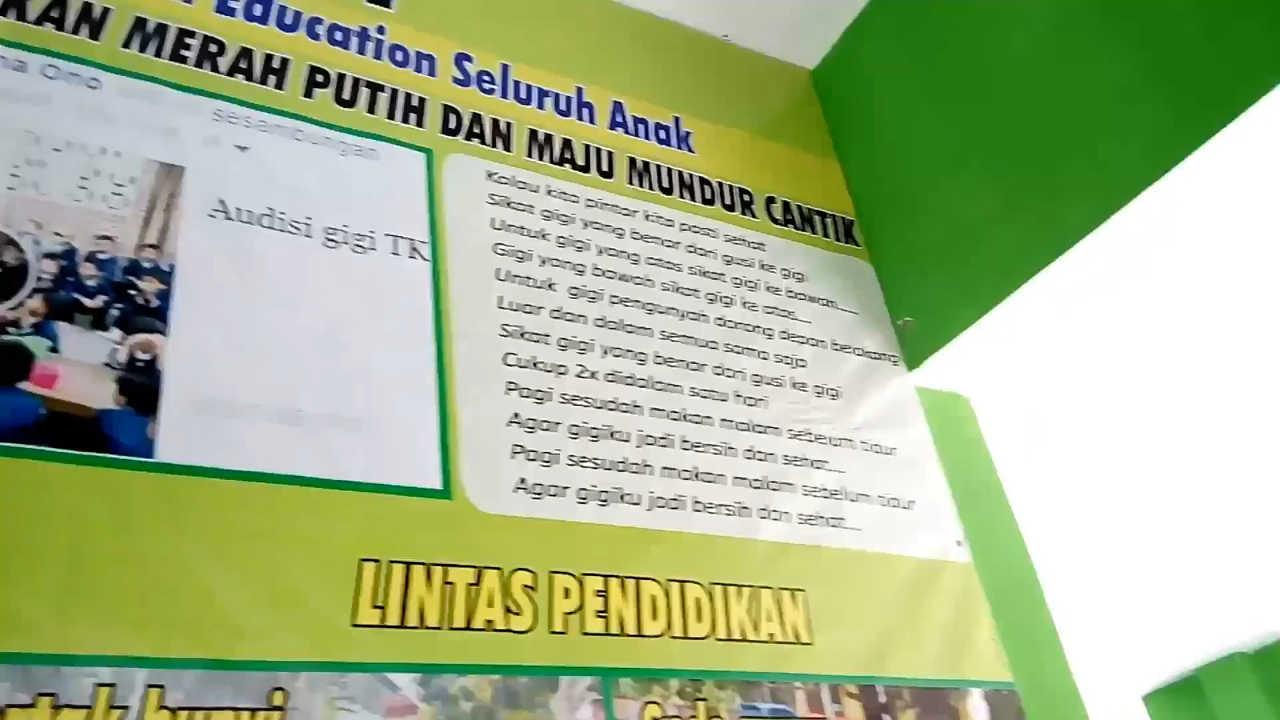 Education Seluruh Anak
KAN MERAH PUTIH DAN MAJU MUNDUR CANTIK
sesambungan
Audisi gigi TK
Kalau kita pintar kita pasti sehat
Sikat gigi yang benar dari gusi ke gigi
Untuk gigi yang atas sikat gigi ke bawah.....
Gigi yang bawah sikat gigi ke atas...
Untuk gigi pengunyah dorong depan belakang
Luar dan dalam semua sama saja
Sikat gigi yang benar dari gusi ke gigi
Cukup 2x didalam satu hari
Pagi sesudah makan malam sebelum tidur
Agar gigiku jadi bersih dan sehat....
Pagi sesudah makan malam sebelum tidur
Agar gigiku jadi bersih dan sehat....
LINTAS PENDIDIKAN